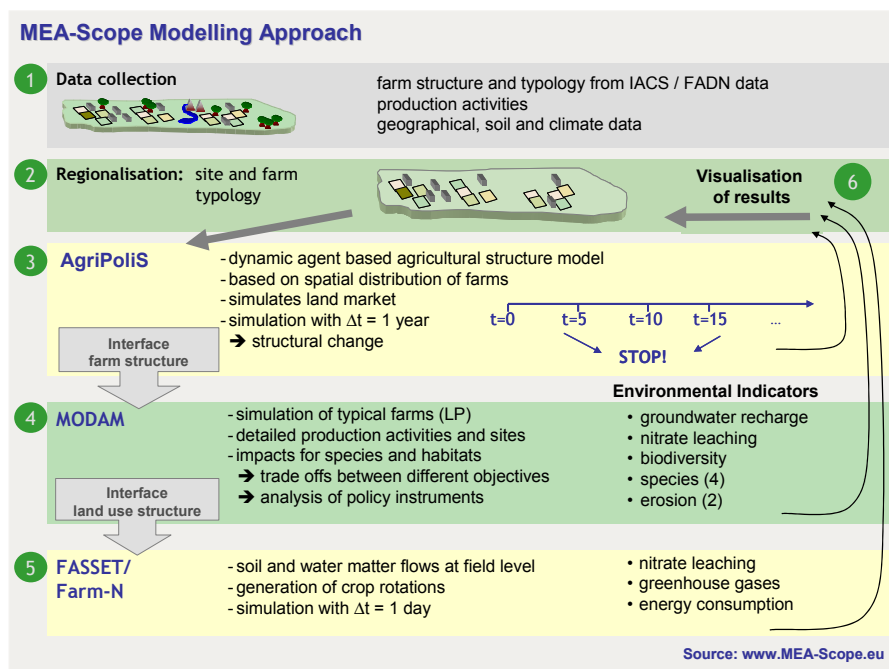 MEA-Scope Modelling Approach
1
Data collection
farm structure and typology from IACS / FADN data
production activities
geographical, soil and climate data
2
Regionalisation: site and farm
typology
Visualisation
of results
6
3
AgriPoliS
-dynamic agent based agricultural structure model
-based on spatial distribution of farms
-simulates land market
-simulation with Δt = 1 year
➔ structural change
t=0
t=5
t=10
t=15
...
STOP!
Interface
farm structure
Environmental Indicators
4
MODAM
-simulation of typical farms (LP)
-detailed production activities and sites
-impacts for species and habitats
➔ trade offs between different objectives
➔ analysis of policy instruments
• groundwater recharge
• nitrate leaching
• biodiversity
• species (4)
• erosion (2)
Interface
land use structure
5
FASSET/
Farm-N
-soil and water matter flows at field level
-generation of crop rotations
-simulation with Δt = 1 day
• nitrate leaching
• greenhouse gases
• energy consumption
Source: www.MEA-Scope.eu